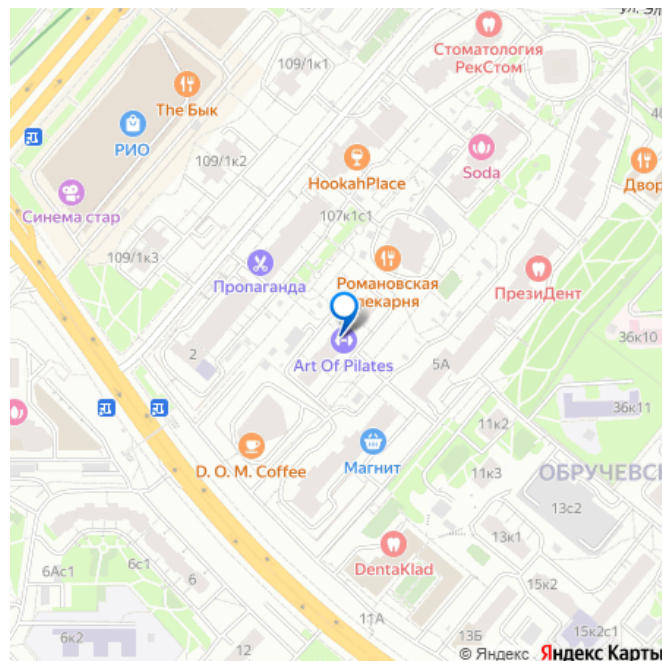 ул. Эл
Стоматология
РекСтом
109/1к1
The Бык
РИО
109/1к2
HookahPlace
Soda
Двор
Синема стар
107к1с1
109/1к3
Пропаганда
Романовская
пекарня
ПрезиДент
36к10
2
Art Of Pilates
5А
36к11
11к2
D. O. M. Coffee
Магнит
11к3
ОБРУЧЕВС
13с2
13к1
DentaKlad
6Ас1
6с1
6
15к2
11А
6к2
12
13Б
15к2с1
© Яндекс Яндекс Карты